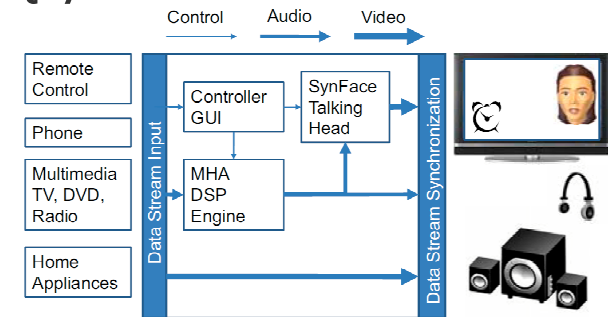 Control
Audio
Video
Remote
Control
Phone
Multimedia
TV, DVD,
Radio
Home
Appliances
Data Stream Input
Controller
GUI
MHA
DSP
Engine
SynFace
Talking
Head
Data Stream Synchronization